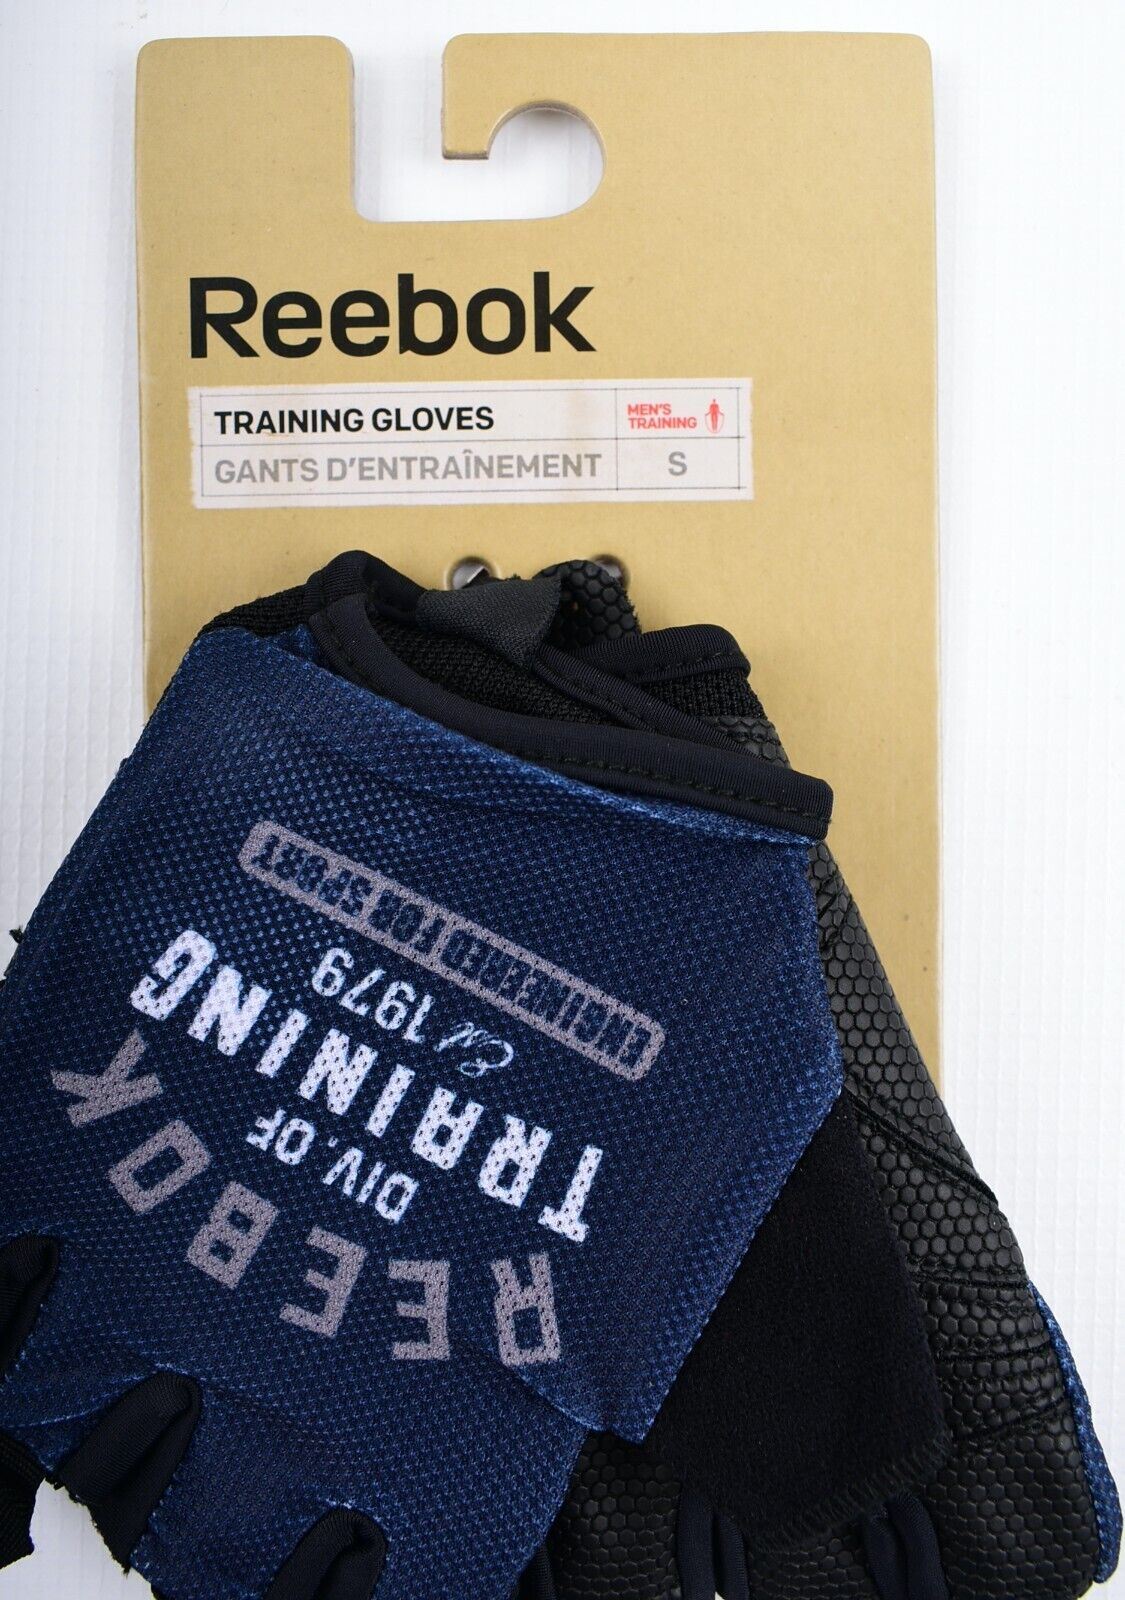 Reebok
TRAINING GLOVES
MEN'S
TRAINING
GANTS D'ENTRAÎNEMENT
S
REEBOK
DIV. OF
TRAINING
Est 1979
ENGINEERED FOR SPORT